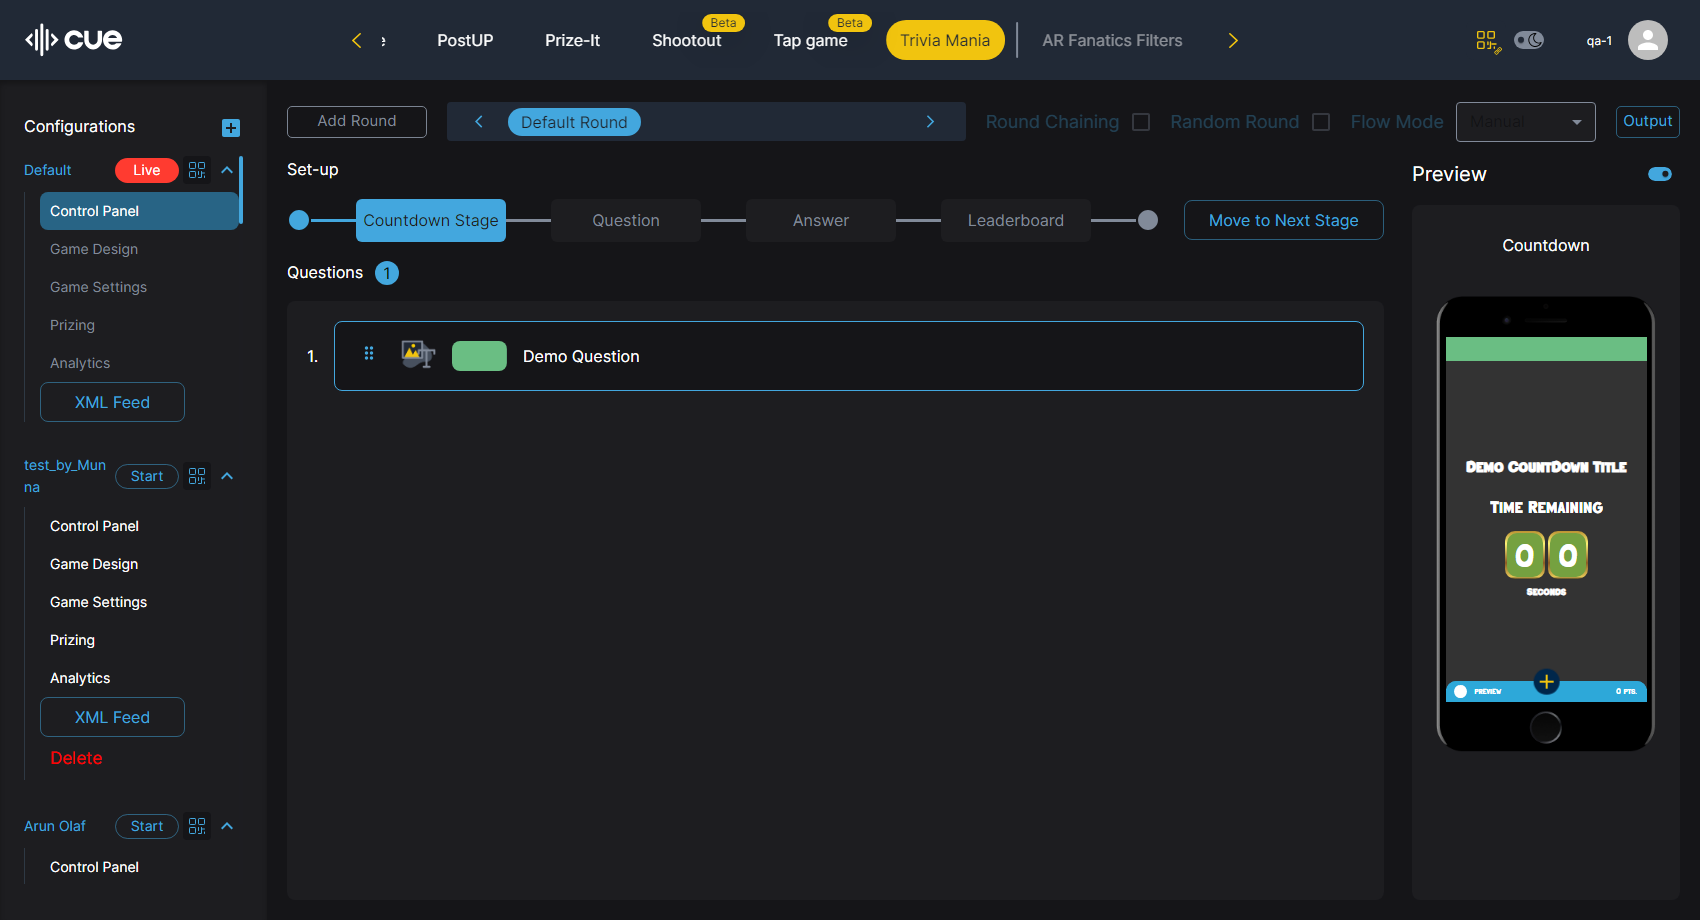 cue
PostUP
Prize-It
Shootout
Beta
Tap game
Beta
Trivia Mania
AR Fanatics Filters
qa-1
Configurations
Default
Live
Control Panel
Game Design
Game Settings
Prizing
Analytics
XML Feed
test_by_Mun
na
Start
Control Panel
Game Design
Game Settings
Prizing
Analytics
XML Feed
Delete
Arun Olaf
Start
Control Panel
Add Round
Default Round
Round Chaining
Random Round
Flow Mode
Manual
Output
Set-up
Countdown Stage
Question
Answer
Leaderboard
Move to Next Stage
Questions 1
1.
Demo Question
Preview
Countdown
Demo CountDown Title
Time Remaining
0 0
Seconds
PREVIEW
0 PTS.